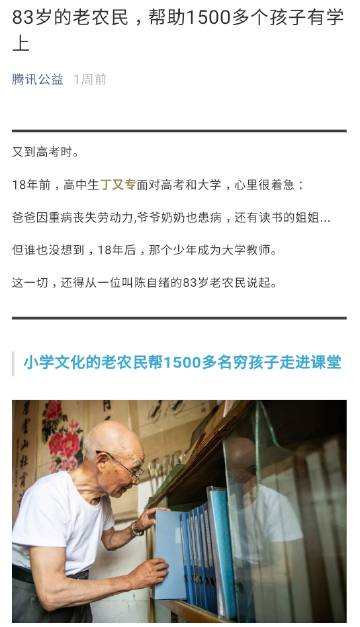 83岁的老农民，帮助1500多个孩子有学
上
腾讯公益 1周前
又到高考时。
18年前，高中生丁又专面对高考和大学，心里很着急：
爸爸因重病丧失劳动力,爷爷奶奶也患病，还有读书的姐姐...
但谁也没想到，18年后，那个少年成为大学教师。
这一切，还得从一位叫陈自绪的83岁老农民说起。
小学文化的老农民帮1500多名穷孩子走进课堂